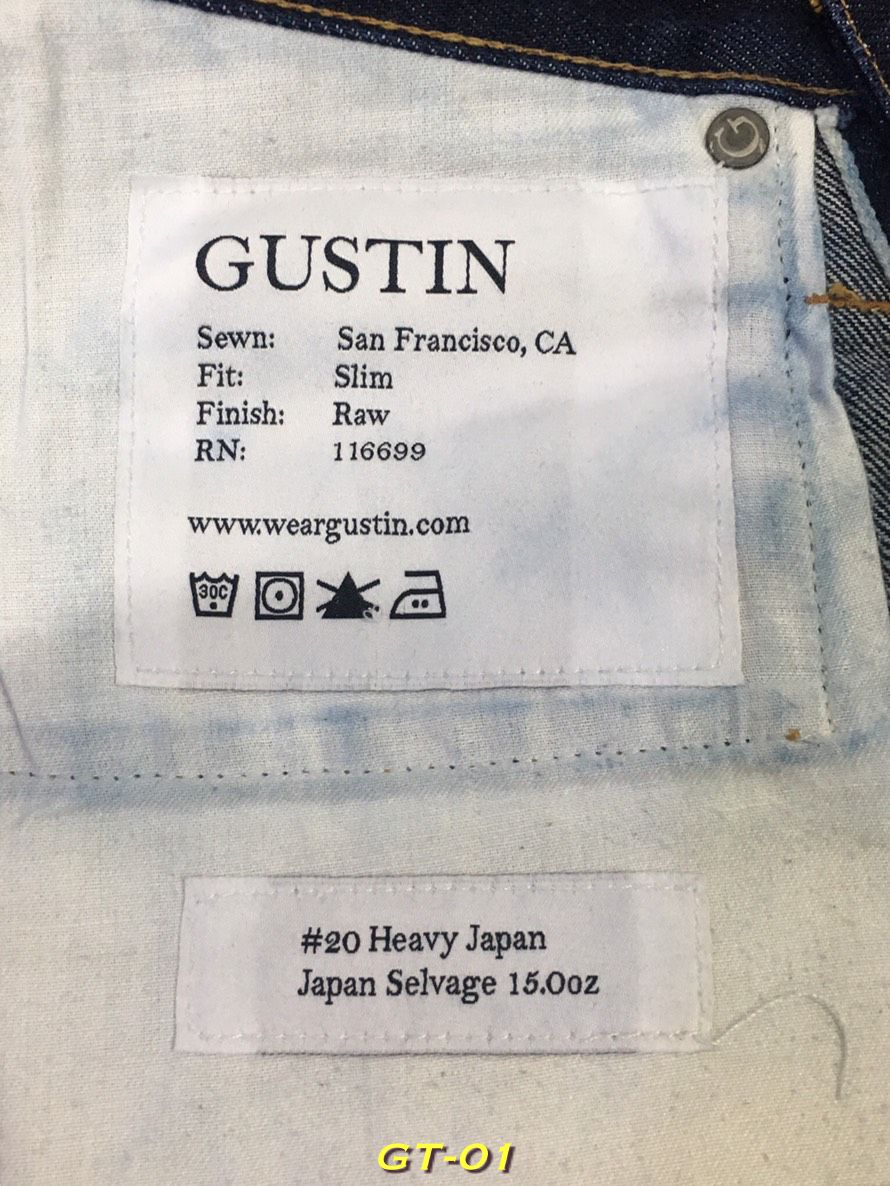 G
GUSTIN
Sewn: San Francisco, CA
Fit: Slim
Finish: Raw
RN: 116699
www.weargustin.com
30C
#20 Heavy Japan
Japan Selvage 15.0oz
GT-01